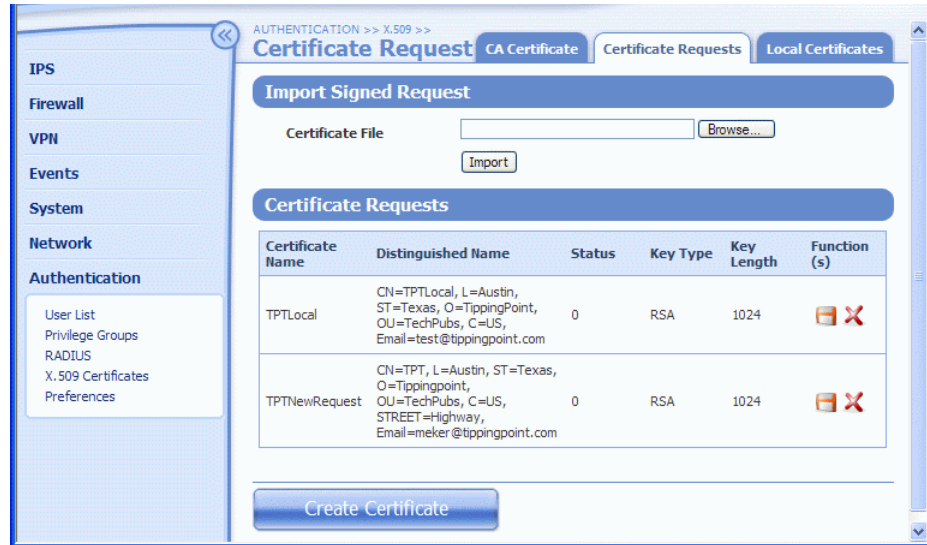 AUTHENTICATION >> X.509 >>
Certificate Request
CA Certificate
Certificate Requests
Local Certificates
IPS
Firewall
VPN
Events
System
Network
Authentication
User List
Privilege Groups
RADIUS
X.509 Certificates
Preferences
Import Signed Request
Certificate File
Browse...
Import
Certificate Requests
Certificate
Name
Distinguished Name
Status
Key Type
Key
Length
Function
(s)
TPTLocal
CN=TPTLocal, L=Austin,
ST=Texas, O=TippingPoint,
OU=TechPubs, C=US,
Email=test@tippingpoint.com
0
RSA
1024
TPTNewRequest
CN=TPT, L=Austin, ST=Texas,
O=Tippingpoint,
OU=TechPubs, C=US,
STREET=Highway,
Email=meker@tippingpoint.com
0
RSA
1024
Create Certificate